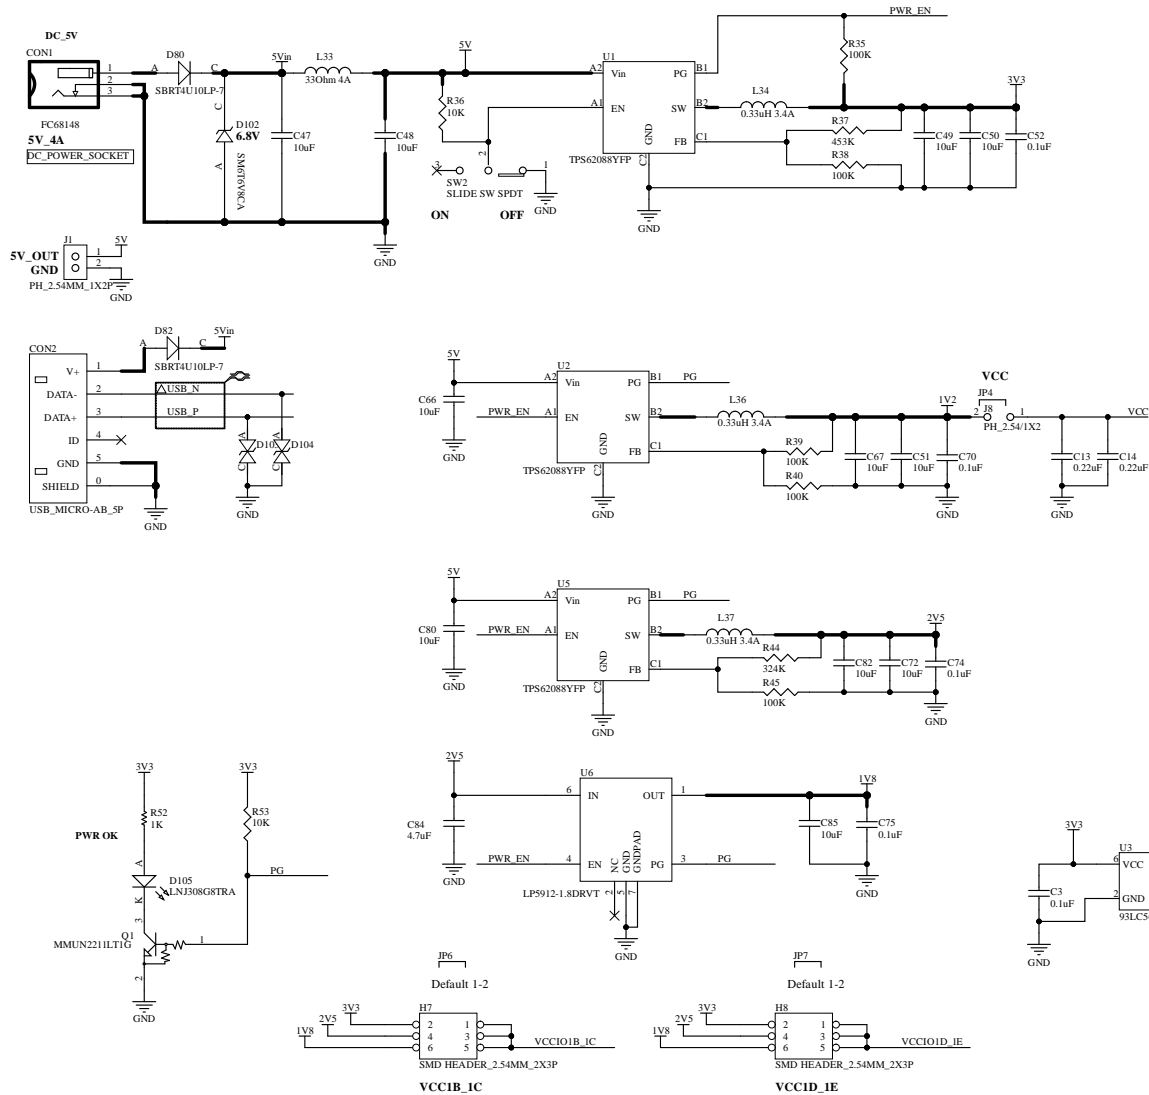 DC_5V
CON1
1
2
3
FC68148
5V_4A
DC_POWER_SOCKET
A
D80
C
SBRT4U10LP-7
5Vin
L33
33Ohm 4A
C
D102
6.8V
A
SM6T6V8CA
C47
10uF
C48
10uF
GND
5V
R36
10K
3
2
1
SW2
SLIDE SW SPDT
ON
OFF
GND
U1
A2
Vin
PG
B1
A1
EN
SW
B2
GND
FB
C1
C2
TPS62088YFP
GND
PWR_EN
R35
100K
L34
0.33uH 3.4A
3V3
R37
453K
R38
100K
C49
10uF
C50
10uF
C52
0.1uF
J1
5V_OUT
GND
1
2
5V
PH_2.54MM_1X2P
GND
CON2
V+
1
DATA-
2
DATA+
3
ID
4
GND
5
SHIELD
0
USB_MICRO-AB_5P
A
D82
C
SBRT4U10LP-7
5Vin
USB_N
USB_P
A
D10
C
A
D104
C
GND
GND
5V
C66
10uF
GND
PWR_EN
U2
A2
Vin
PG
B1
PG
A1
EN
SW
B2
GND
FB
C1
C2
TPS62088YFP
GND
L36
0.33uH 3.4A
R39
100K
R40
100K
C67
10uF
C51
10uF
C70
0.1uF
1V2
GND
VCC
JP4
2
J8
1
PH_2.54/1X2
VCC
C13
0.22uF
C14
0.22uF
GND
5V
C80
10uF
GND
PWR_EN
U5
A2
Vin
PG
B1
PG
A1
EN
SW
B2
GND
FB
C1
C2
TPS62088YFP
GND
L37
0.33uH 3.4A
R44
324K
R45
100K
C82
10uF
C72
10uF
C74
0.1uF
2V5
GND
3V3
R52
1K
PWR OK
A
D105
LNJ308G8TRA
K
3
Q1
MMUN2211LT1G
1
2
GND
3V3
R53
10K
PG
2V5
C84
4.7uF
GND
PWR_EN
U6
6
IN
OUT
1
4
EN
NC
GND
GNDPAD
PG
3
PG
2
5
7
LP5912-1.8DRVT
GND
1V8
C85
10uF
C75
0.1uF
GND
3V3
C3
0.1uF
GND
U3
6
VCC
2
GND
93LC5
JP6
Default 1-2
H7
3V3
2V5
1V8
2
1
4
3
6
5
VCCIO1B_1C
SMD HEADER_2.54MM_2X3P
VCC1B_1C
JP7
Default 1-2
H8
3V3
2V5
1V8
2
1
4
3
6
5
VCCIO1D_1E
SMD HEADER_2.54MM_2X3P
VCC1D_1E